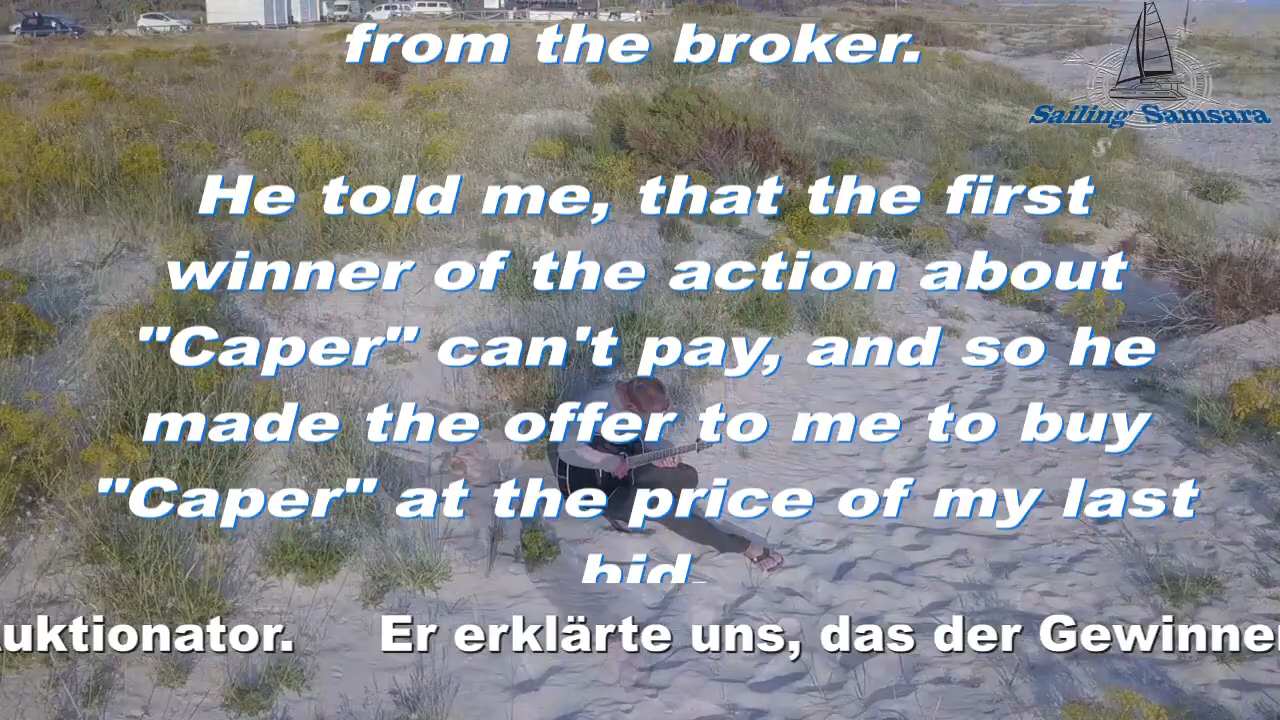 from the broker.
Sailing Samsara
S
He told me, that the first
winner of the action about
"Caper" can't pay, and so he
made the offer to me to buy
"Caper" at the price of my last
bid.
uktionator. Er erklärte uns, das der Gewinner